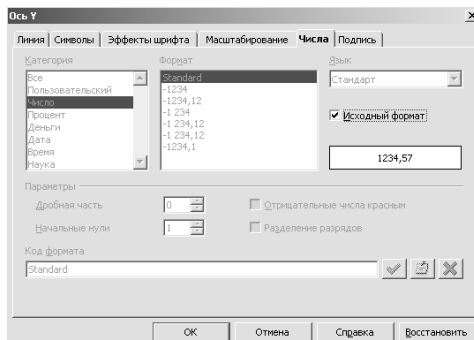 Ось Y
Линия Символы Эффекты шрифта Масштабирование Числа Подпись
Категория Формат Язык
Все Standard Стандарт
Пользовательский -1234
Число -1234,12 Исходный формат
Процент -1 234
Деньги -1 234,12
Дата -1 234,12 1234,57
Время -1234,1
Наука
Параметры
Дробная часть 0 Отрицательные числа красным
Начальные нули 1 Разделение разрядов
Код формата
Standard
ОК Отмена Справка Восстановить